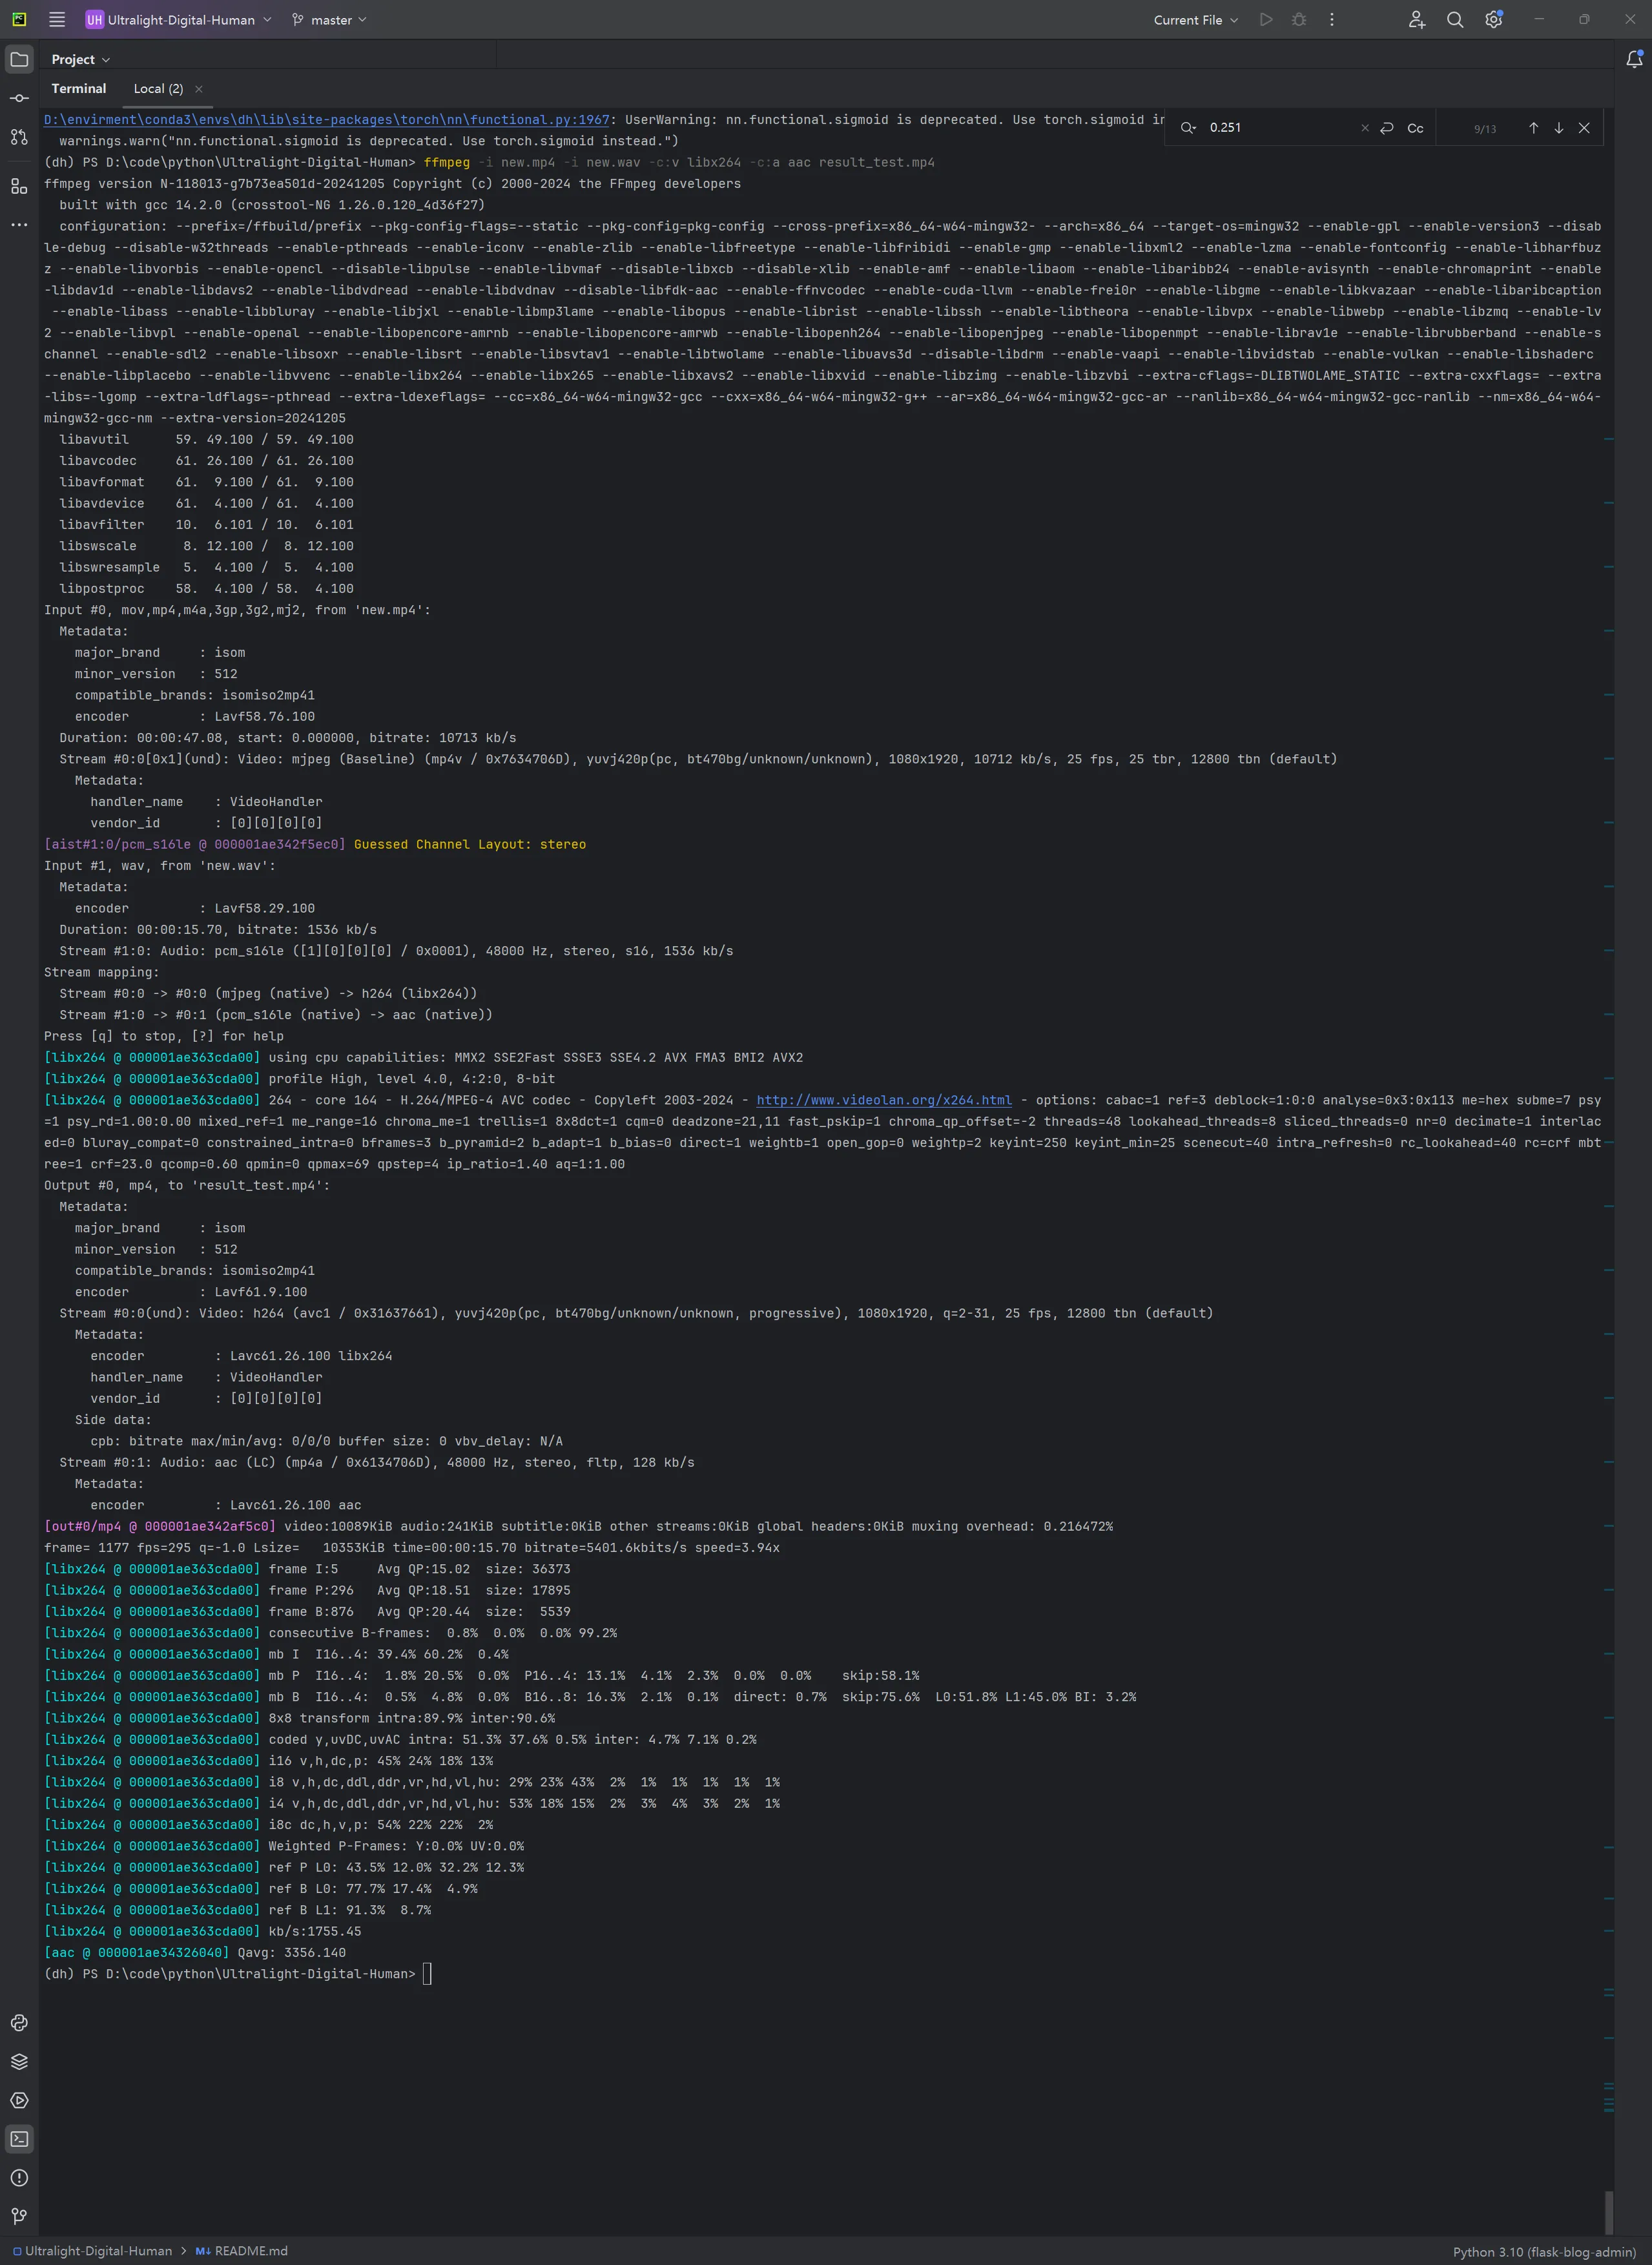 UH Ultralight-Digital-Human master Current File
Project
Terminal Local (2)
0.251 Cc 9/13
D:\envirment\conda3\envs\dh\lib\site-packages\torch\nn\functional.py:1967: UserWarning: nn.functional.sigmoid is deprecated. Use torch.sigmoid in
warnings.warn("nn.functional.sigmoid is deprecated. Use torch.sigmoid instead.")
(dh) PS D:\code\python\Ultralight-Digital-Human> ffmpeg -i new.mp4 -i new.wav -c:v libx264 -c:a aac result_test.mp4
ffmpeg version N-118013-g7b73ea501d-20241205 Copyright (c) 2000-2024 the FFmpeg developers
built with gcc 14.2.0 (crosstool-NG 1.26.0.120_4d36f27)
configuration: --prefix=/ffbuild/prefix --pkg-config-flags=--static --pkg-config=pkg-config --cross-prefix=x86_64-w64-mingw32- --arch=x86_64 --target-os=mingw32 --enable-gpl --enable-version3 --disab
le-debug --disable-w32threads --enable-pthreads --enable-iconv --enable-zlib --enable-libfreetype --enable-libfribidi --enable-gmp --enable-libxml2 --enable-lzma --enable-fontconfig --enable-libharfbuz
z --enable-libvorbis --enable-opencl --disable-libpulse --enable-libvmaf --disable-libxcb --disable-xlib --enable-amf --enable-libaom --enable-libaribb24 --enable-avisynth --enable-chromaprint --enable
-libdav1d --enable-libdavs2 --enable-libdvdread --enable-libdvdnav --disable-libfdk-aac --enable-ffnvcodec --enable-cuda-llvm --enable-frei0r --enable-libgme --enable-libkvazaar --enable-libaribcaption
--enable-libass --enable-libbluray --enable-libjxl --enable-libmp3lame --enable-libopus --enable-librist --enable-libssh --enable-libtheora --enable-libvpx --enable-libwebp --enable-libzmq --enable-lv
2 --enable-libvpl --enable-openal --enable-libopencore-amrnb --enable-libopencore-amrwb --enable-libopenh264 --enable-libopenjpeg --enable-libopenmpt --enable-librav1e --enable-librubberband --enable-s
channel --enable-sdl2 --enable-libsoxr --enable-libsrt --enable-libsvtav1 --enable-libtwolame --enable-libuavs3d --disable-libdrm --enable-vaapi --enable-libvidstab --enable-vulkan --enable-libshaderc
--enable-libplacebo --enable-libvvenc --enable-libx264 --enable-libx265 --enable-libxavs2 --enable-libxvid --enable-libzimg --enable-libzvbi --extra-cflags=-DLIBTWOLAME_STATIC --extra-cxxflags= --extra
-libs=-lgomp --extra-ldflags=-pthread --extra-ldexeflags= --cc=x86_64-w64-mingw32-gcc --cxx=x86_64-w64-mingw32-g++ --ar=x86_64-w64-mingw32-gcc-ar --ranlib=x86_64-w64-mingw32-gcc-ranlib --nm=x86_64-w64-
mingw32-gcc-nm --extra-version=20241205
libavutil 59. 49.100 / 59. 49.100
libavcodec 61. 26.100 / 61. 26.100
libavformat 61. 9.100 / 61. 9.100
libavdevice 61. 4.100 / 61. 4.100
libavfilter 10. 6.101 / 10. 6.101
libswscale 8. 12.100 / 8. 12.100
libswresample 5. 4.100 / 5. 4.100
libpostproc 58. 4.100 / 58. 4.100
Input #0, mov,mp4,m4a,3gp,3g2,mj2, from 'new.mp4':
Metadata:
major_brand : isom
minor_version : 512
compatible_brands: isomiso2mp41
encoder : Lavf58.76.100
Duration: 00:00:47.08, start: 0.000000, bitrate: 10713 kb/s
Stream #0:0[0x1](und): Video: mjpeg (Baseline) (mp4v / 0x7634706D), yuvj420p(pc, bt470bg/unknown/unknown), 1080x1920, 10712 kb/s, 25 fps, 25 tbr, 12800 tbn (default)
Metadata:
handler_name : VideoHandler
vendor_id : [0][0][0][0]
[aist#1:0/pcm_s16le @ 000001ae342f5ec0] Guessed Channel Layout: stereo
Input #1, wav, from 'new.wav':
Metadata:
encoder : Lavf58.29.100
Duration: 00:00:15.70, bitrate: 1536 kb/s
Stream #1:0: Audio: pcm_s16le ([1][0][0][0] / 0x0001), 48000 Hz, stereo, s16, 1536 kb/s
Stream mapping:
Stream #0:0 -> #0:0 (mjpeg (native) -> h264 (libx264))
Stream #1:0 -> #0:1 (pcm_s16le (native) -> aac (native))
Press [q] to stop, [?] for help
[libx264 @ 000001ae363cda00] using cpu capabilities: MMX2 SSE2Fast SSSE3 SSE4.2 AVX FMA3 BMI2 AVX2
[libx264 @ 000001ae363cda00] profile High, level 4.0, 4:2:0, 8-bit
[libx264 @ 000001ae363cda00] 264 - core 164 - H.264/MPEG-4 AVC codec - Copyleft 2003-2024 - http://www.videolan.org/x264.html - options: cabac=1 ref=3 deblock=1:0:0 analyse=0x3:0x113 me=hex subme=7 psy
=1 psy_rd=1.00:0.00 mixed_ref=1 me_range=16 chroma_me=1 trellis=1 8x8dct=1 cqm=0 deadzone=21,11 fast_pskip=1 chroma_qp_offset=-2 threads=48 lookahead_threads=8 sliced_threads=0 nr=0 decimate=1 interlac
ed=0 bluray_compat=0 constrained_intra=0 bframes=3 b_pyramid=2 b_adapt=1 b_bias=0 direct=1 weightb=1 open_gop=0 weightp=2 keyint=250 keyint_min=25 scenecut=40 intra_refresh=0 rc_lookahead=40 rc=crf mbt
ree=1 crf=23.0 qcomp=0.60 qpmin=0 qpmax=69 qpstep=4 ip_ratio=1.40 aq=1:1.00
Output #0, mp4, to 'result_test.mp4':
Metadata:
major_brand : isom
minor_version : 512
compatible_brands: isomiso2mp41
encoder : Lavf61.9.100
Stream #0:0(und): Video: h264 (avc1 / 0x31637661), yuvj420p(pc, bt470bg/unknown/unknown, progressive), 1080x1920, q=2-31, 25 fps, 12800 tbn (default)
Metadata:
encoder : Lavc61.26.100 libx264
handler_name : VideoHandler
vendor_id : [0][0][0][0]
Side data:
cpb: bitrate max/min/avg: 0/0/0 buffer size: 0 vbv_delay: N/A
Stream #0:1: Audio: aac (LC) (mp4a / 0x6134706D), 48000 Hz, stereo, fltp, 128 kb/s
Metadata:
encoder : Lavc61.26.100 aac
[out#0/mp4 @ 000001ae342af5c0] video:10089KiB audio:241KiB subtitle:0KiB other streams:0KiB global headers:0KiB muxing overhead: 0.216472%
frame= 1177 fps=295 q=-1.0 Lsize= 10353KiB time=00:00:15.70 bitrate=5401.6kbits/s speed=3.94x
[libx264 @ 000001ae363cda00] frame I:5 Avg QP:15.02 size: 36373
[libx264 @ 000001ae363cda00] frame P:296 Avg QP:18.51 size: 17895
[libx264 @ 000001ae363cda00] frame B:876 Avg QP:20.44 size: 5539
[libx264 @ 000001ae363cda00] consecutive B-frames: 0.8% 0.0% 0.0% 99.2%
[libx264 @ 000001ae363cda00] mb I I16..4: 39.4% 60.2% 0.4%
[libx264 @ 000001ae363cda00] mb P I16..4: 1.8% 20.5% 0.0% P16..4: 13.1% 4.1% 2.3% 0.0% 0.0% skip:58.1%
[libx264 @ 000001ae363cda00] mb B I16..4: 0.5% 4.8% 0.0% B16..8: 16.3% 2.1% 0.1% direct: 0.7% skip:75.6% L0:51.8% L1:45.0% BI: 3.2%
[libx264 @ 000001ae363cda00] 8x8 transform intra:89.9% inter:90.6%
[libx264 @ 000001ae363cda00] coded y,uvDC,uvAC intra: 51.3% 37.6% 0.5% inter: 4.7% 7.1% 0.2%
[libx264 @ 000001ae363cda00] i16 v,h,dc,p: 45% 24% 18% 13%
[libx264 @ 000001ae363cda00] i8 v,h,dc,ddl,ddr,vr,hd,vl,hu: 29% 23% 43% 2% 1% 1% 1% 1% 1%
[libx264 @ 000001ae363cda00] i4 v,h,dc,ddl,ddr,vr,hd,vl,hu: 53% 18% 15% 2% 3% 4% 3% 2% 1%
[libx264 @ 000001ae363cda00] i8c dc,h,v,p: 54% 22% 22% 2%
[libx264 @ 000001ae363cda00] Weighted P-Frames: Y:0.0% UV:0.0%
[libx264 @ 000001ae363cda00] ref P L0: 43.5% 12.0% 32.2% 12.3%
[libx264 @ 000001ae363cda00] ref B L0: 77.7% 17.4% 4.9%
[libx264 @ 000001ae363cda00] ref B L1: 91.3% 8.7%
[libx264 @ 000001ae363cda00] kb/s:1755.45
[aac @ 000001ae34326040] Qavg: 3356.140
(dh) PS D:\code\python\Ultralight-Digital-Human>
Ultralight-Digital-Human > M↓ README.md
Python 3.10 (flask-blog-admin)